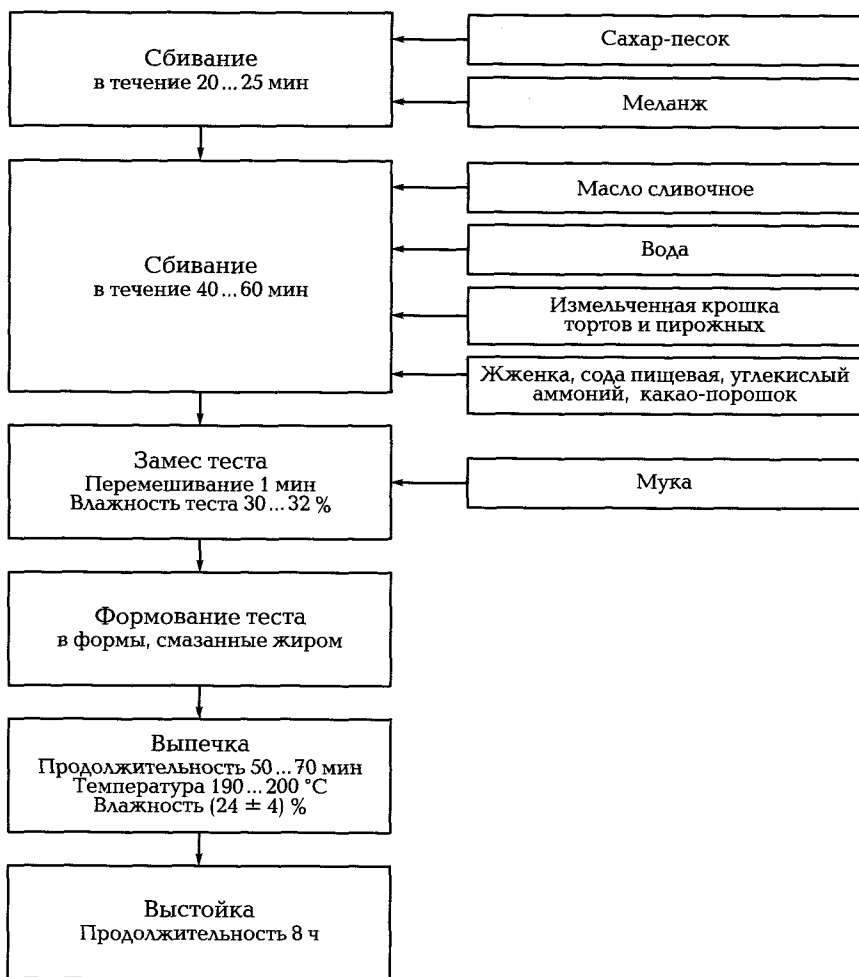 Сбивание
в течение 20 ... 25 мин
Сахар-песок
Меланж
Сбивание
в течение 40 ... 60 мин
Масло сливочное
Вода
Измельченная крошка
тортов и пирожных
Жженка, сода пищевая, углекислый
аммоний, какао-порошок
Замес теста
Перемешивание 1 мин
Влажность теста 30 ... 32 %
Мука
Формование теста
в формы, смазанные жиром
Выпечка
Продолжительность 50 ... 70 мин
Температура 190 ... 200 °С
Влажность (24 ± 4) %
Выстойка
Продолжительность 8 ч